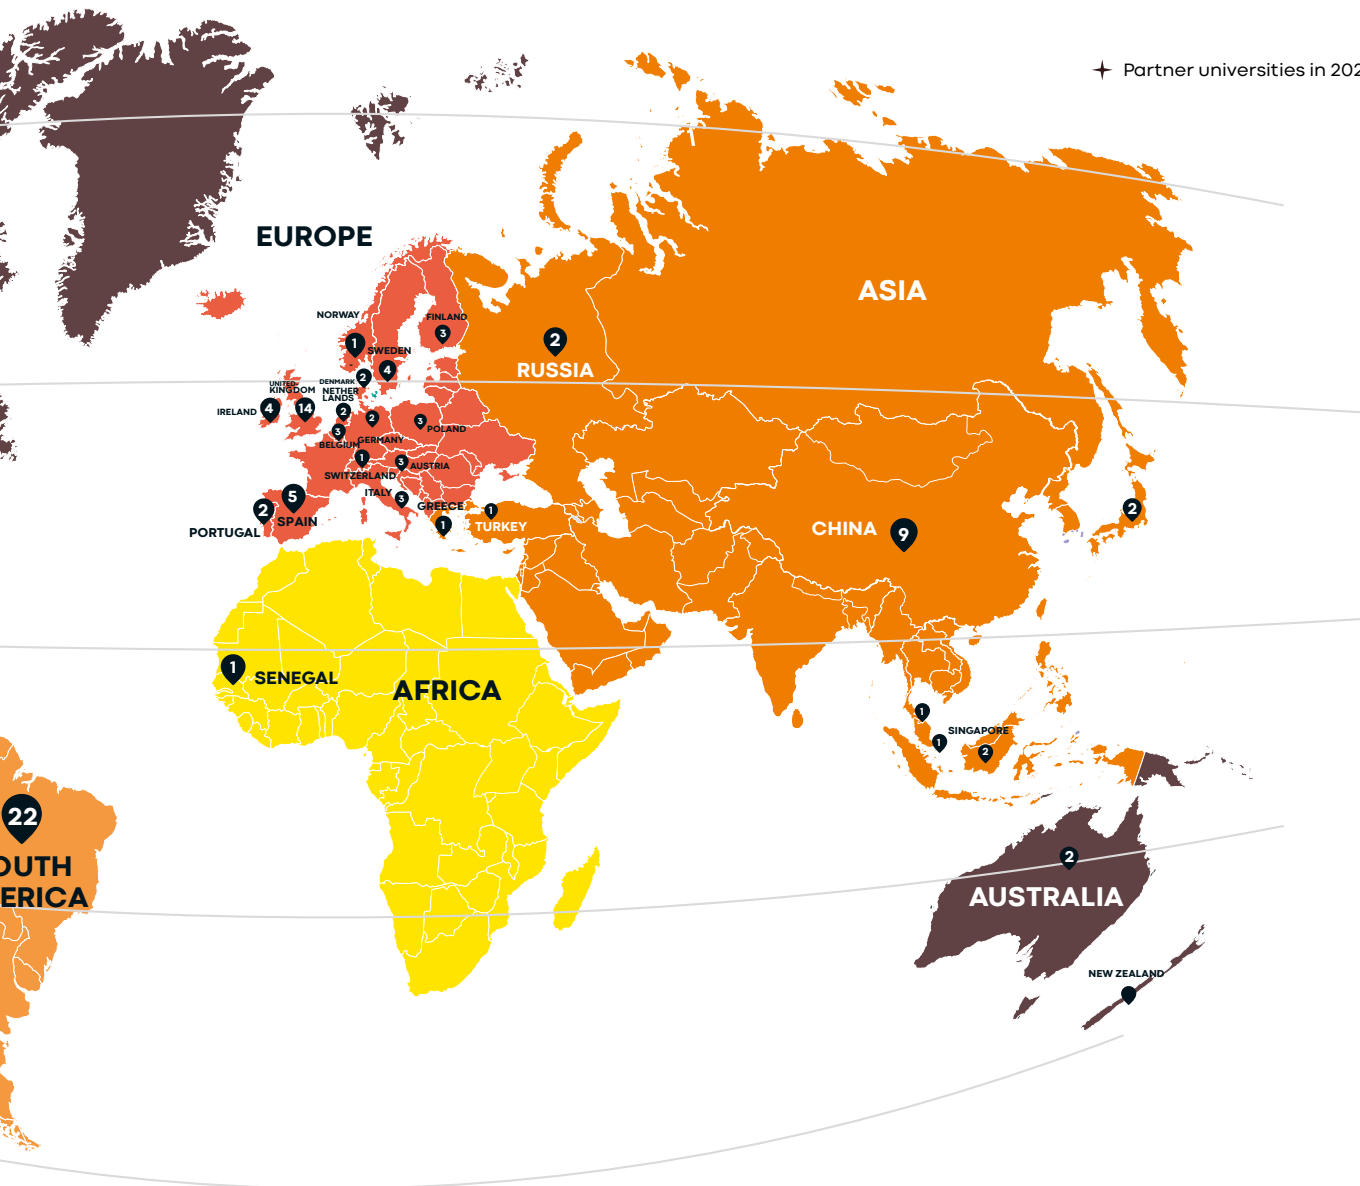 Partner universities in 202
EUROPE
ASIA
NORWAY
1
FINLAND
3
SWEDEN
4
2
RUSSIA
DENMARK
2
UNITED
KINGDOM
14
NETHER
LANDS
2
IRELAND
4
2
GERMANY
3
BELGIUM
3
POLAND
1
SWITZERLAND
3
AUSTRIA
ITALY
3
5
SPAIN
2
PORTUGAL
GREECE
1
1
TURKEY
CHINA
9
2
1
SENEGAL
AFRICA
1
SINGAPORE
1
2
22
OUTH
ERICA
2
AUSTRALIA
NEW ZEALAND